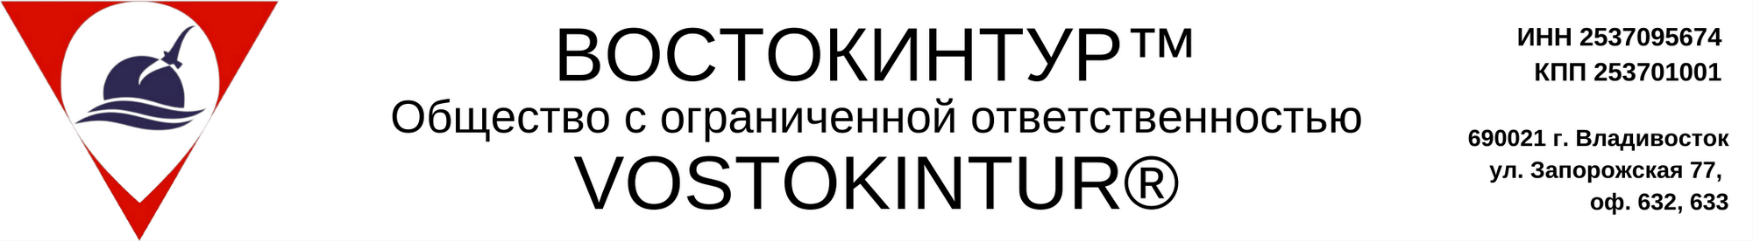 ВОСТОКИНТУР™
Общество с ограниченной ответственностью
VOSTOKINTUR®
ИНН 2537095674
КПП 253701001
690021 г. Владивосток
ул. Запорожская 77,
оф. 632, 633